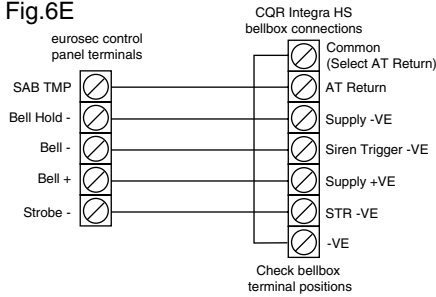 Fig.6E
eurosec control
panel terminals
CQR Integra HS
bellbox connections
Common
(Select AT Return)
SAB TMP
AT Return
Bell Hold -
Supply -VE
Bell -
Siren Trigger -VE
Bell +
Supply +VE
Strobe -
STR -VE
-VE
Check bellbox
terminal positions